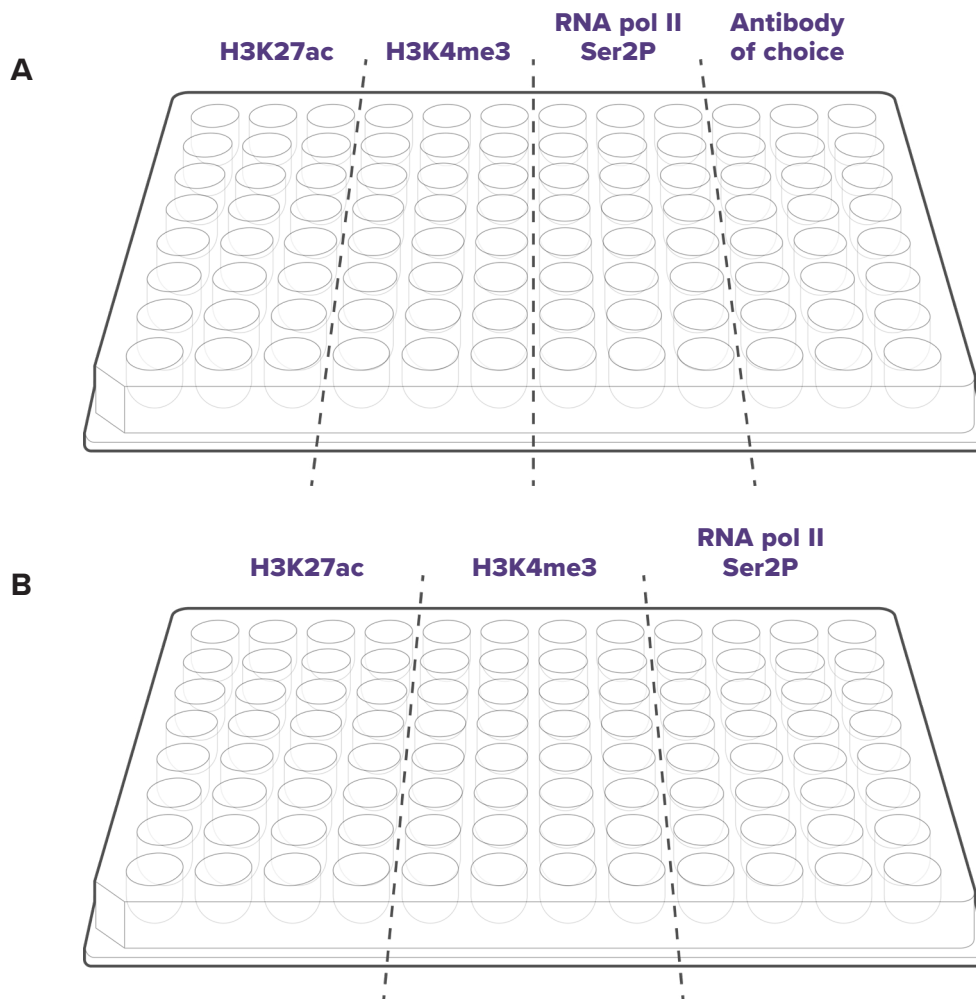 A
H3K27ac
H3K4me3
RNA pol II
Ser2P
Antibody
of choice
B
H3K27ac
H3K4me3
RNA pol II
Ser2P